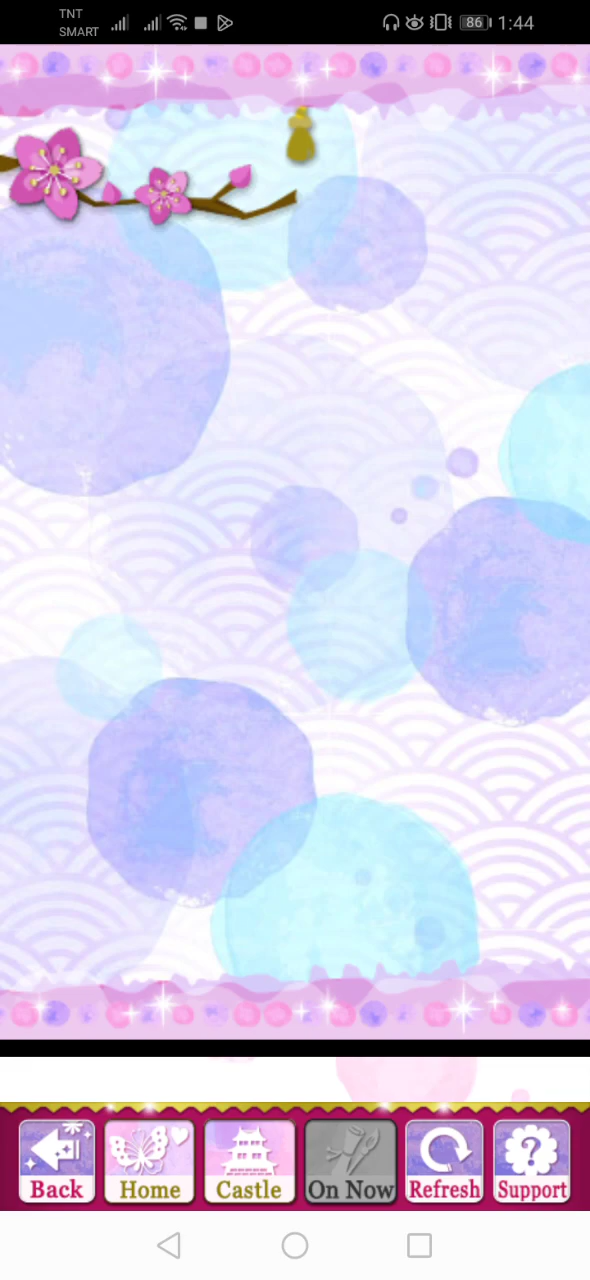 TNT
SMART
86
1:44
Back
Home
Castle
On Now
Refresh
Support